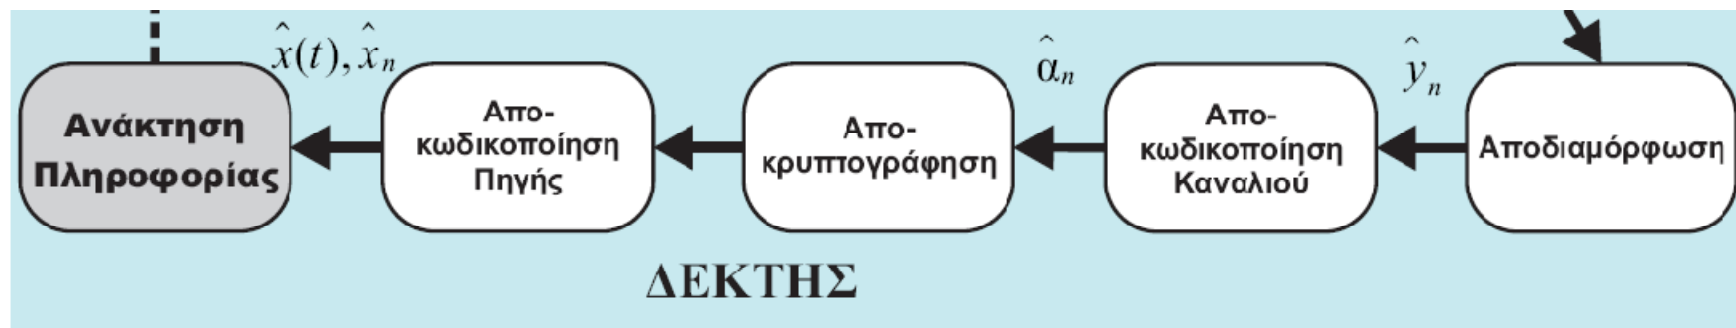 x̂(t), x̂ₙ
α̂ₙ
ŷₙ
Ανάκτηση
Πληροφορίας
Απο-
κωδικοποίηση
Πηγής
Απο-
κρυπτογράφηση
Απο-
κωδικοποίηση
Καναλιού
Αποδιαμόρφωση
ΔΕΚΤΗΣ